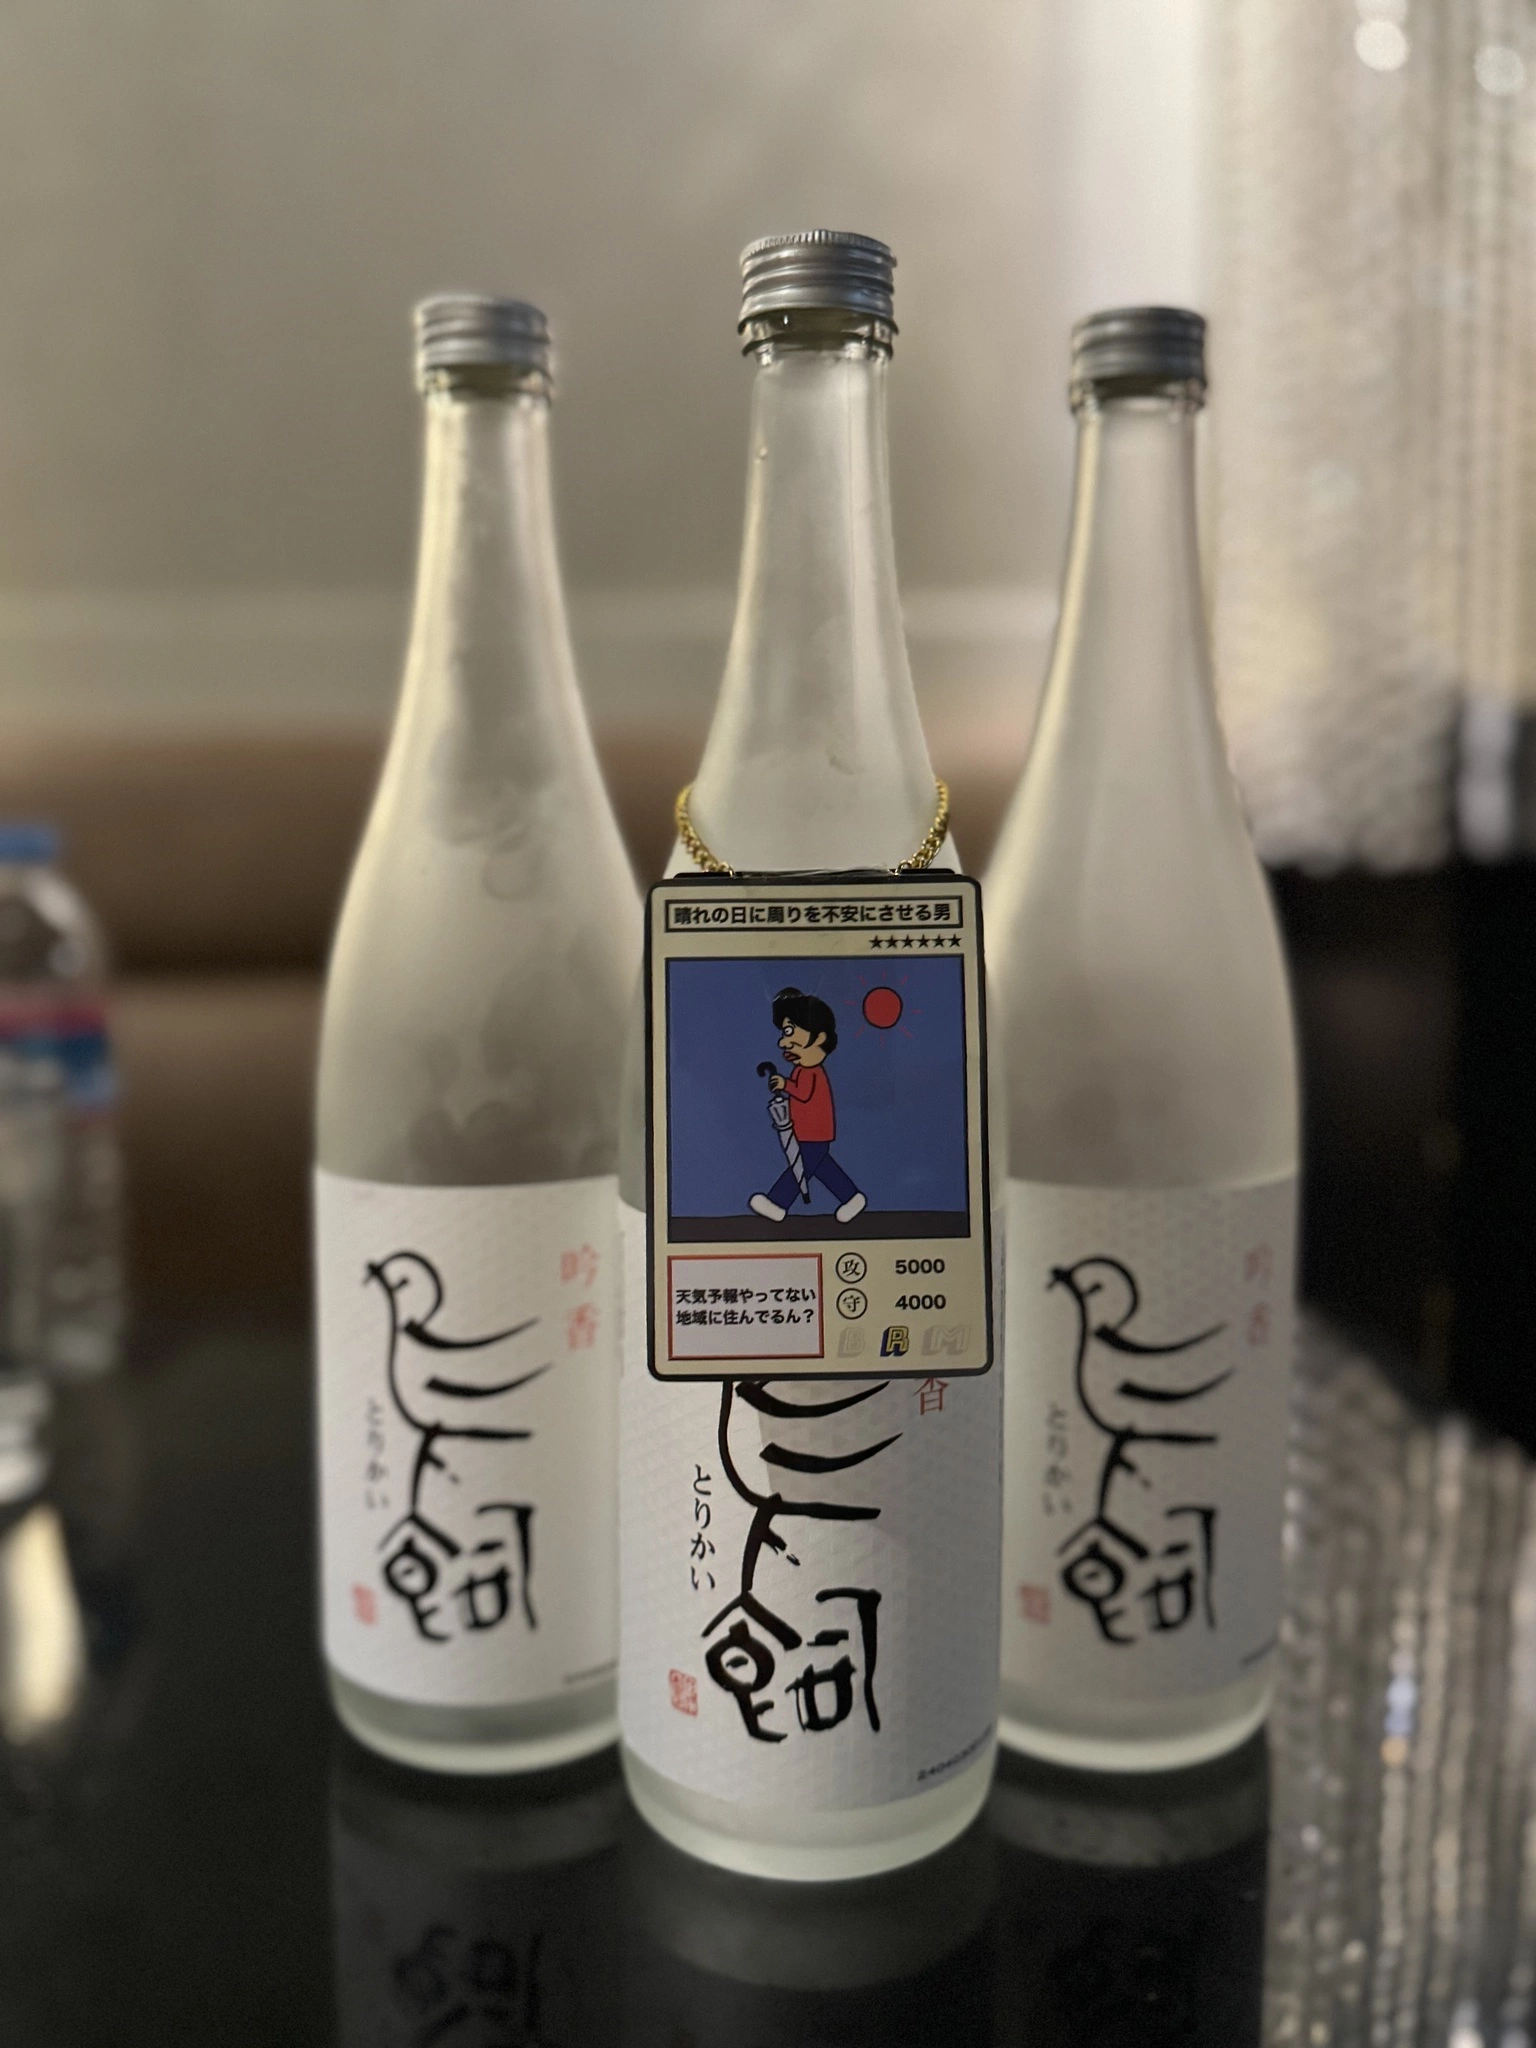 晴れの日に周りを不安にさせる男
★★★★★★
天気予報やってない
地域に住んでるん？
攻 5000
守 4000
B R M
吟香
鳥飼
とりかい
香
鳥飼
とりかい
吟香
鳥飼
とりかい